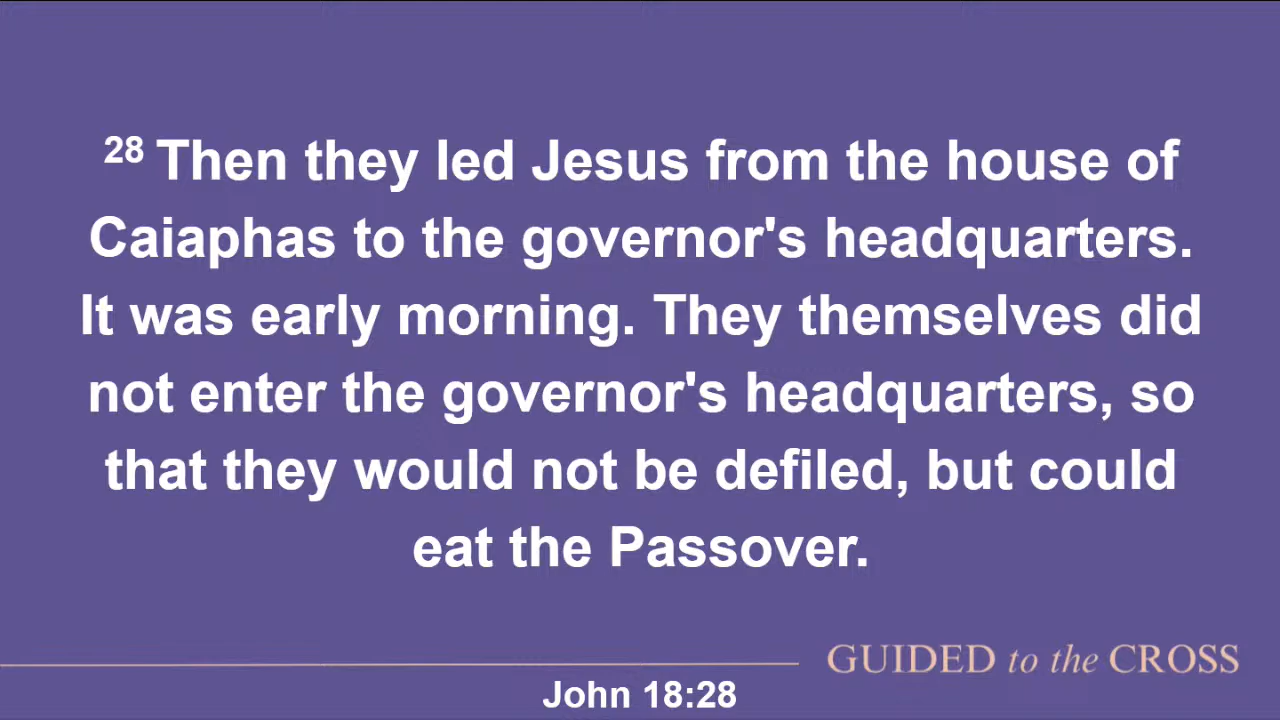 28 Then they led Jesus from the house of
Caiaphas to the governor's headquarters.
It was early morning. They themselves did
not enter the governor's headquarters, so
that they would not be defiled, but could
eat the Passover.
GUIDED to the CROSS
John 18:28